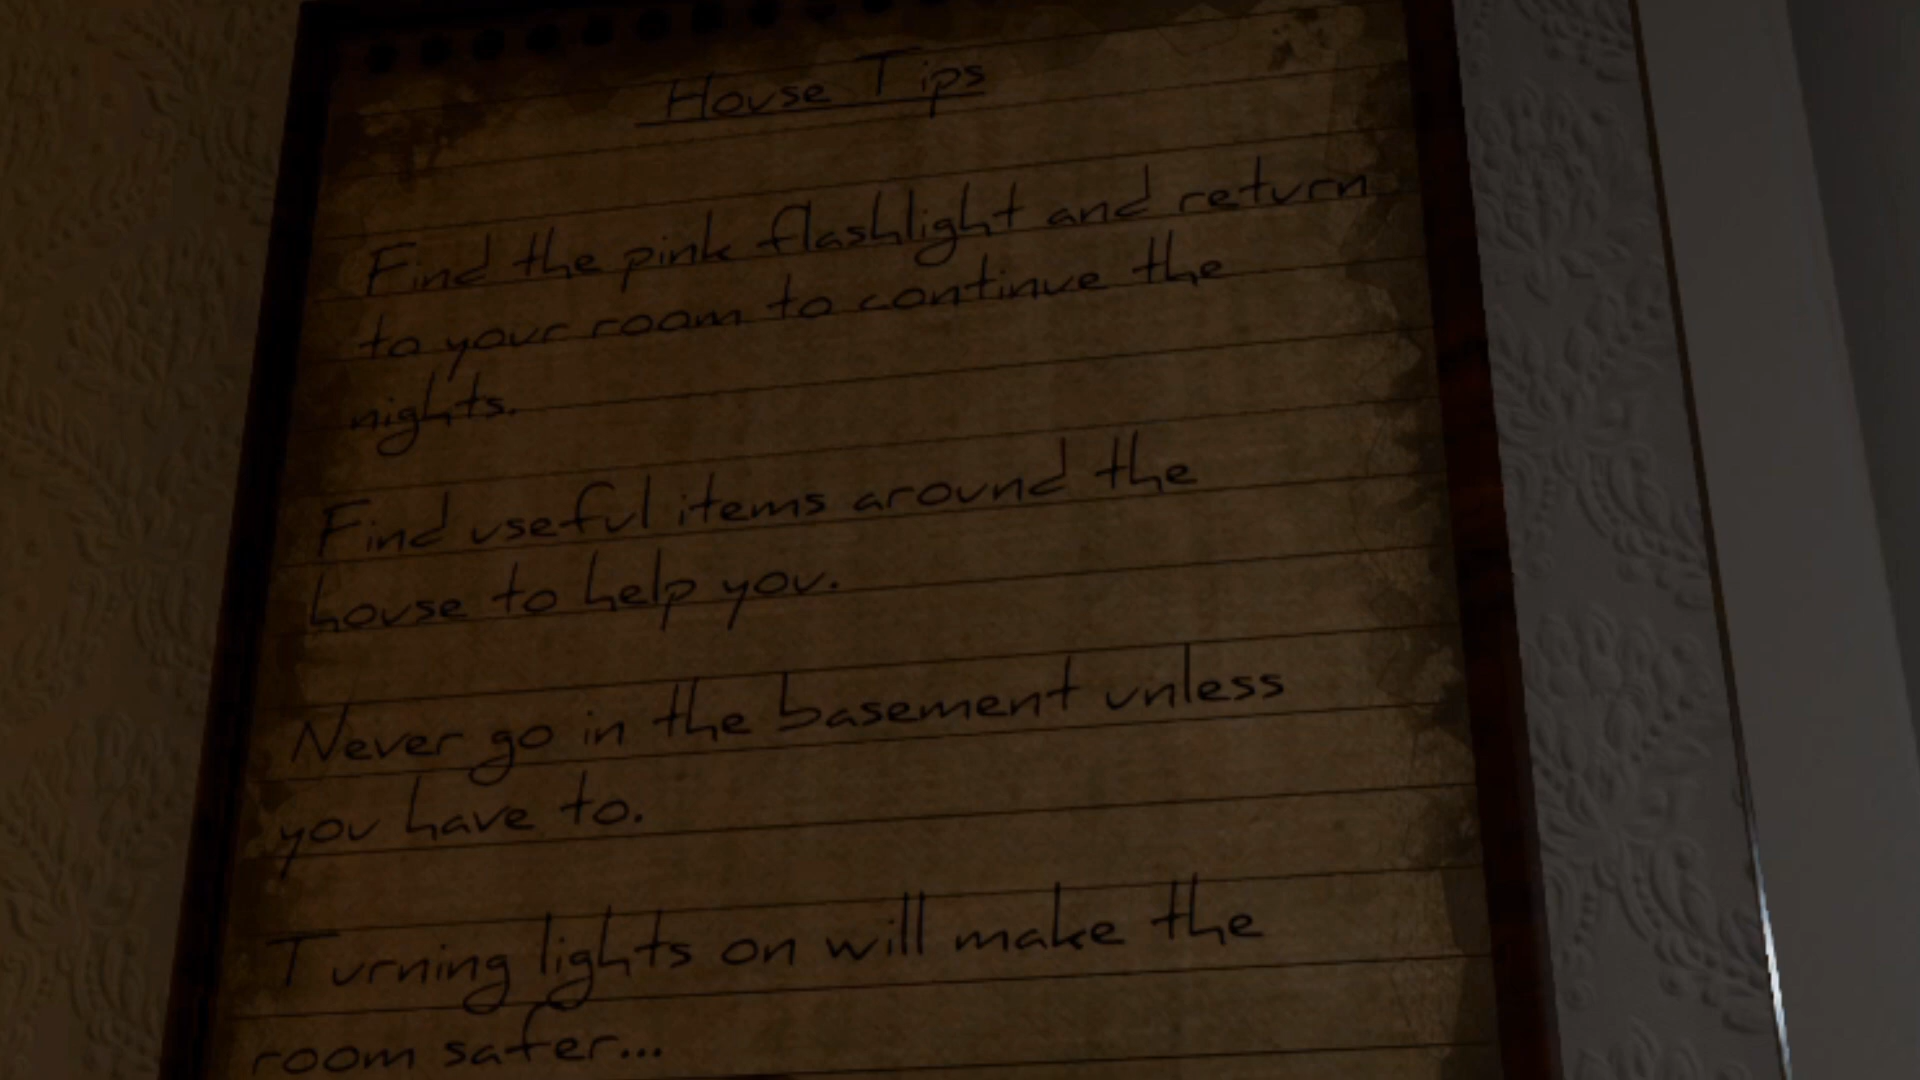 House Tips
Find the pink flashlight and return
to your room to continue the
nights.
Find useful items around the
house to help you.
Never go in the basement unless
you have to.
Turning lights on will make the
room safer...